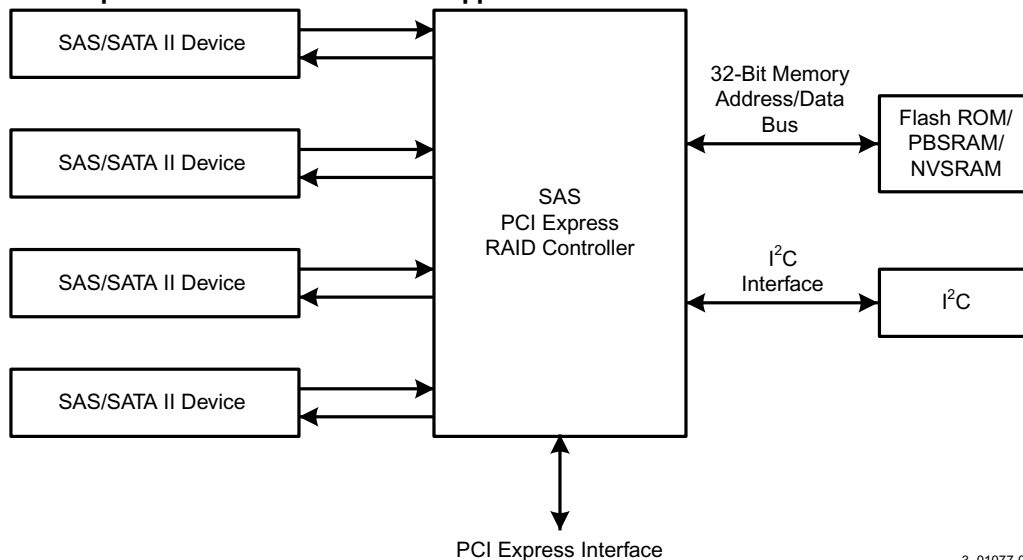 SAS/SATA II Device
SAS/SATA II Device
SAS/SATA II Device
SAS/SATA II Device
SAS
PCI Express
RAID Controller
32-Bit Memory
Address/Data
Bus
Flash ROM/
PBSRAM/
NVSRAM
I²C
Interface
I²C
PCI Express Interface